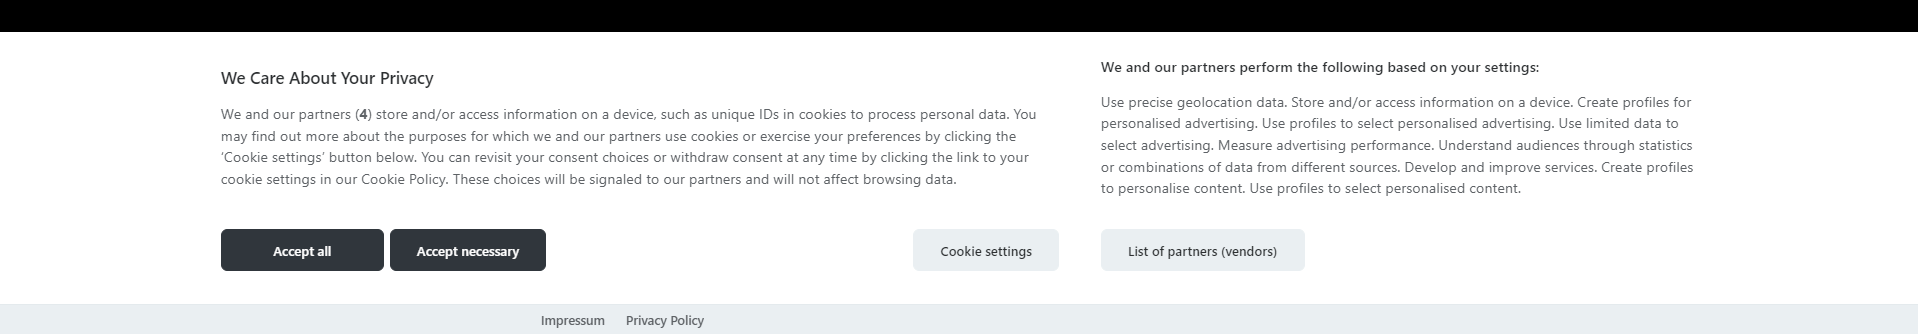 We Care About Your Privacy
We and our partners (4) store and/or access information on a device, such as unique IDs in cookies to process personal data. You
may find out more about the purposes for which we and our partners use cookies or exercise your preferences by clicking the
‘Cookie settings’ button below. You can revisit your consent choices or withdraw consent at any time by clicking the link to your
cookie settings in our Cookie Policy. These choices will be signaled to our partners and will not affect browsing data.
Accept all
Accept necessary
Cookie settings
We and our partners perform the following based on your settings:
Use precise geolocation data. Store and/or access information on a device. Create profiles for
personalised advertising. Use profiles to select personalised advertising. Use limited data to
select advertising. Measure advertising performance. Understand audiences through statistics
or combinations of data from different sources. Develop and improve services. Create profiles
to personalise content. Use profiles to select personalised content.
List of partners (vendors)
Impressum
Privacy Policy